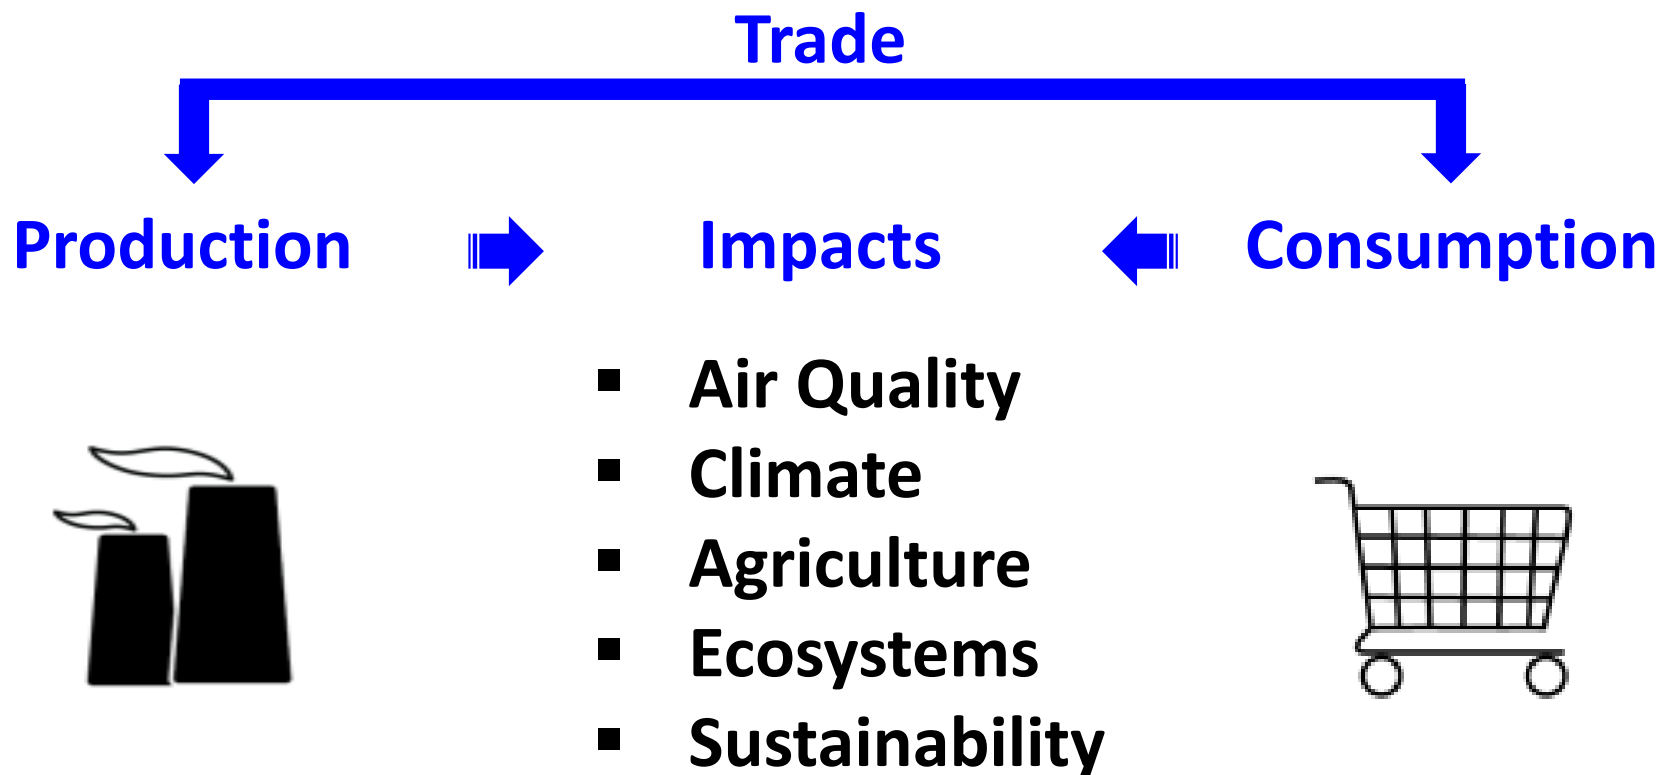 Trade
Production Impacts Consumption
▪ Air Quality
▪ Climate
▪ Agriculture
▪ Ecosystems
▪ Sustainability